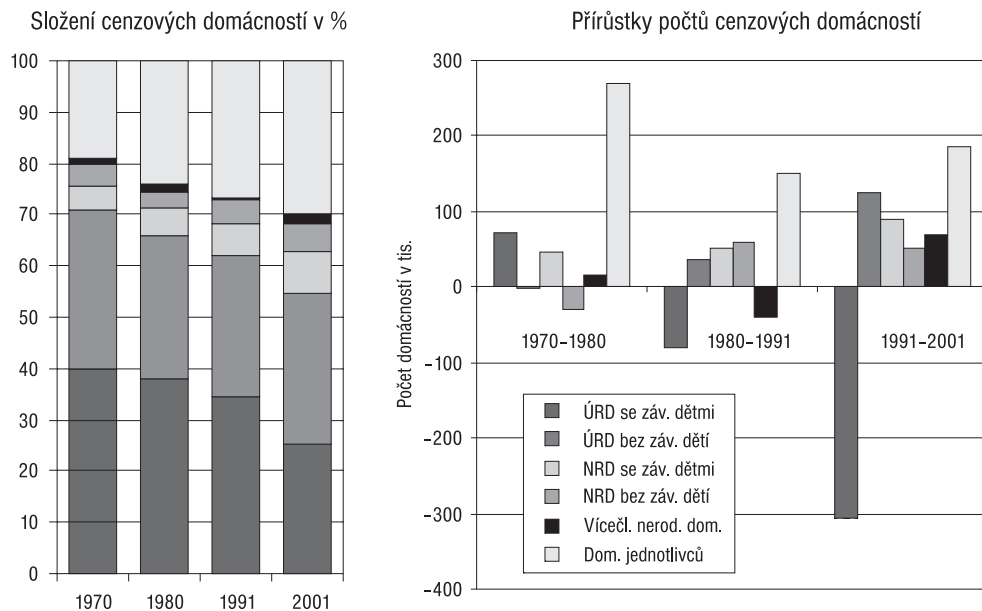 Složení cenzových domácností v %
100
90
80
70
60
50
40
30
20
10
0
1970 1980 1991 2001
Přírůstky počtů cenzových domácností
Počet domácností v tis.
300
200
100
0
-100
-200
-300
-400
1970–1980 1980–1991 1991–2001
ÚRD se záv. dětmi
ÚRD bez záv. dětí
NRD se záv. dětmi
NRD bez záv. dětí
Vícečl. nerod. dom.
Dom. jednotlivců